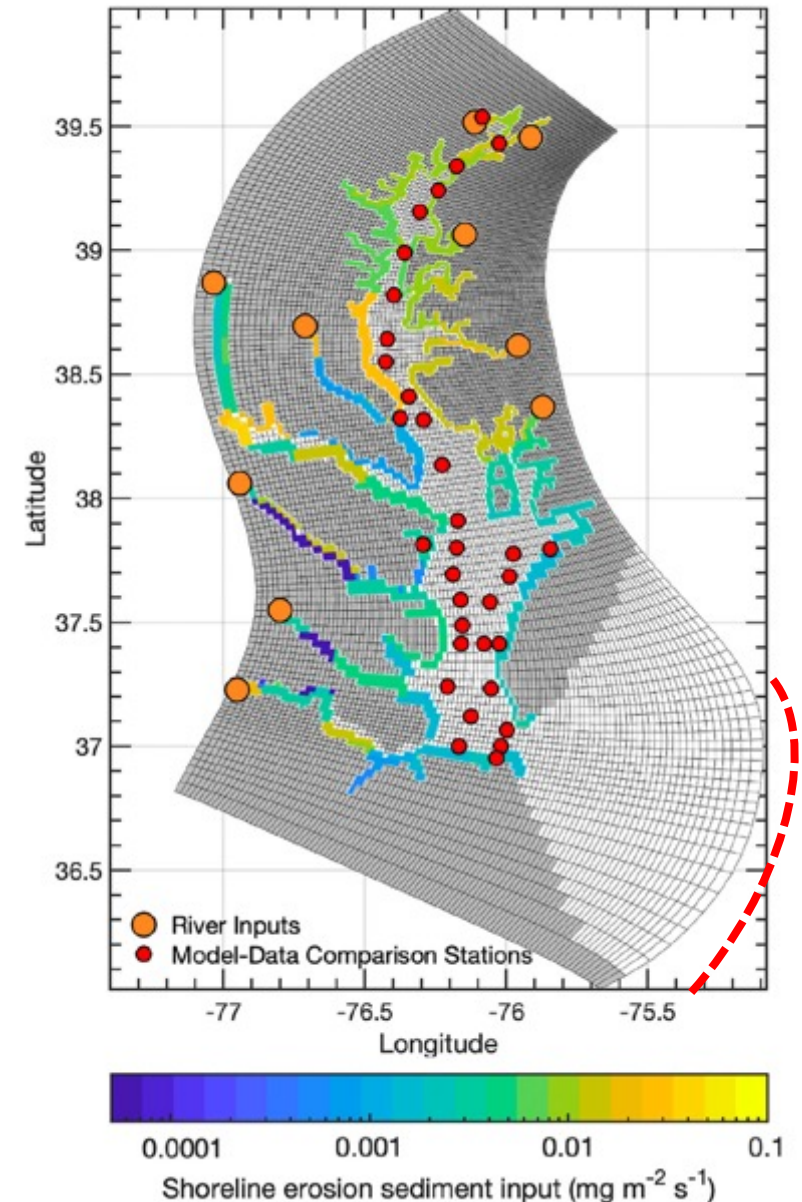 39.5
39
38.5
38
37.5
37
36.5
Latitude
River Inputs
Model-Data Comparison Stations
-77 -76.5 -76 -75.5
Longitude
0.0001 0.001 0.01 0.1
Shoreline erosion sediment input (mg m⁻² s⁻¹)